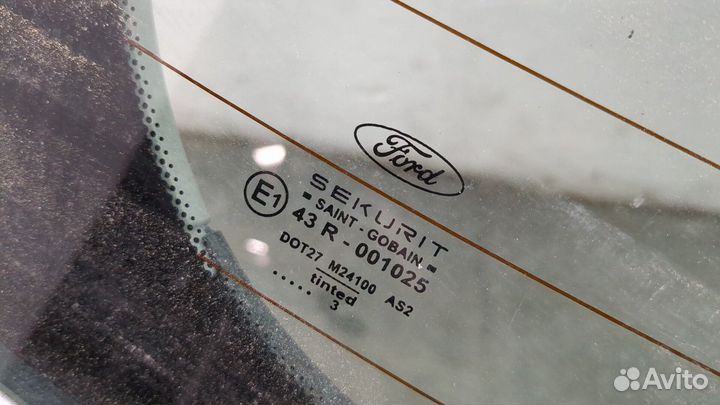 Ford
E1
SEKURIT
SAINT-GOBAIN
43 R - 001025
DOT27 M24100 AS2
..... tinted
3
Avito